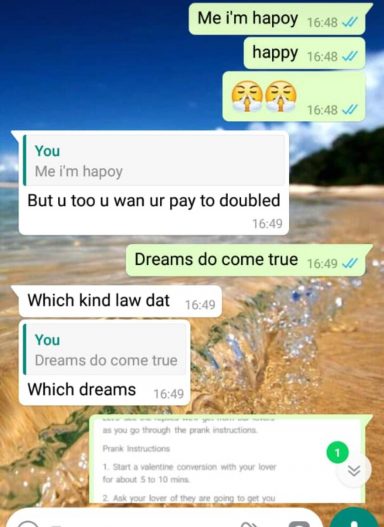 Me i'm hapoy 16:48
happy 16:48
16:48
You
Me i'm hapoy
But u too u wan ur pay to doubled
16:49
Dreams do come true 16:49
Which kind law dat 16:49
You
Dreams do come true
Which dreams 16:49
as you go through the prank instructions.
Prank Instructions
1. Start a valentine conversation with your lover
for about 5 to 10 mins.
2. Ask your lover of they are going to get you
1